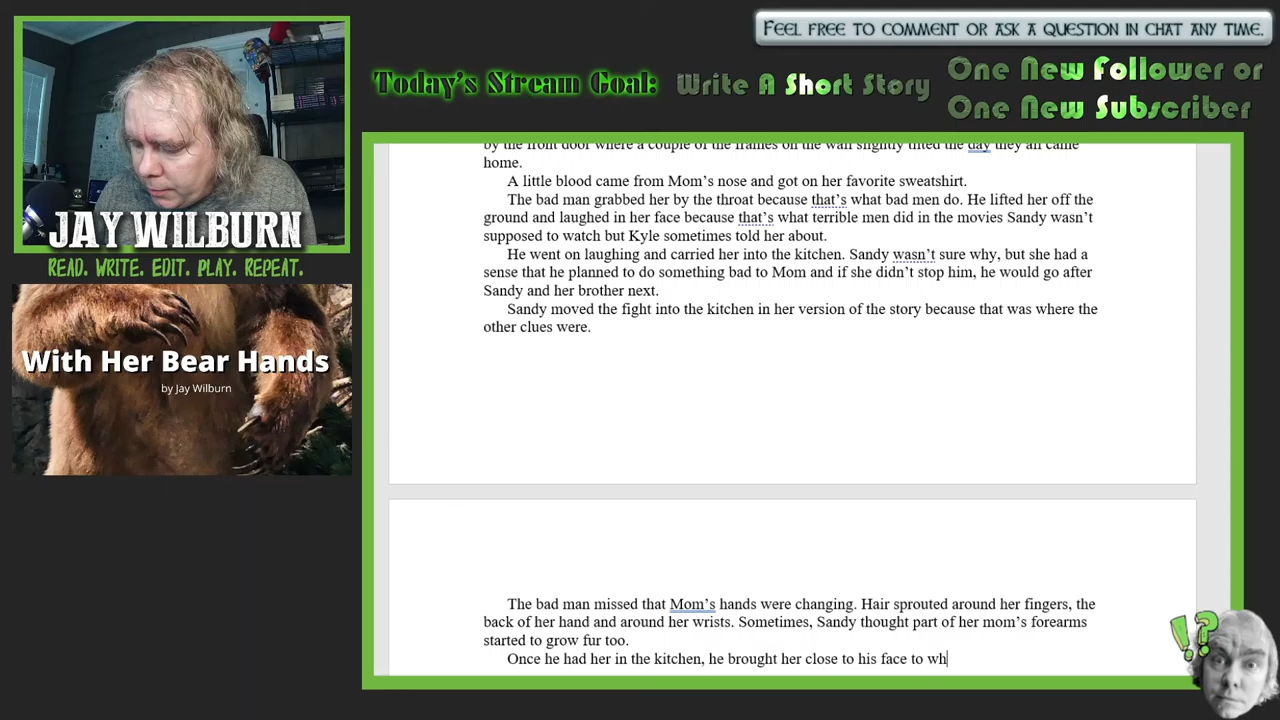 FEEL FREE TO COMMENT OR ASK A QUESTION IN CHAT ANY TIME.
Today's Stream Goal:
Write A Short Story
One New Follower or
One New Subscriber
JAY WILBURN
READ. WRITE. EDIT. PLAY. REPEAT.
With Her Bear Hands
by Jay Wilburn
by the front door where a couple of the frames on the wall slightly tilted the day they all came
home.
A little blood came from Mom’s nose and got on her favorite sweatshirt.
The bad man grabbed her by the throat because that’s what bad men do. He lifted her off the
ground and laughed in her face because that’s what terrible men did in the movies Sandy wasn’t
supposed to watch but Kyle sometimes told her about.
He went on laughing and carried her into the kitchen. Sandy wasn’t sure why, but she had a
sense that he planned to do something bad to Mom and if she didn’t stop him, he would go after
Sandy and her brother next.
Sandy moved the fight into the kitchen in her version of the story because that was where the
other clues were.
The bad man missed that Mom’s hands were changing. Hair sprouted around her fingers, the
back of her hand and around her wrists. Sometimes, Sandy thought part of her mom’s forearms
started to grow fur too.
Once he had her in the kitchen, he brought her close to his face to wh
!?